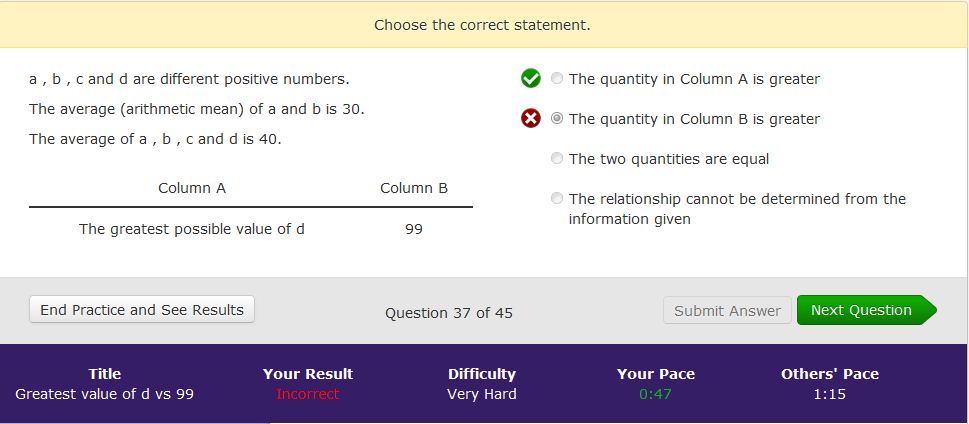 Choose the correct statement.
a , b , c and d are different positive numbers.
The average (arithmetic mean) of a and b is 30.
The average of a , b , c and d is 40.
Column A Column B
The greatest possible value of d 99
The quantity in Column A is greater
The quantity in Column B is greater
The two quantities are equal
The relationship cannot be determined from the
information given
End Practice and See Results Question 37 of 45 Submit Answer Next Question
Title Your Result Difficulty Your Pace Others' Pace
Greatest value of d vs 99 Incorrect Very Hard 0:47 1:15